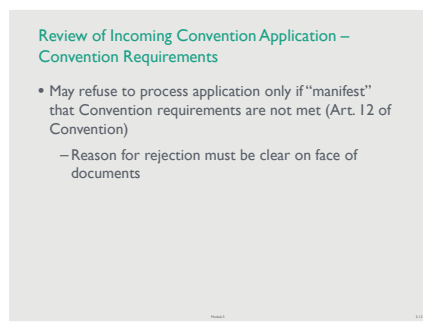 Review of Incoming Convention Application –
Convention Requirements
• May refuse to process application only if “manifest”
that Convention requirements are not met (Art. 12 of
Convention)
– Reason for rejection must be clear on face of
documents